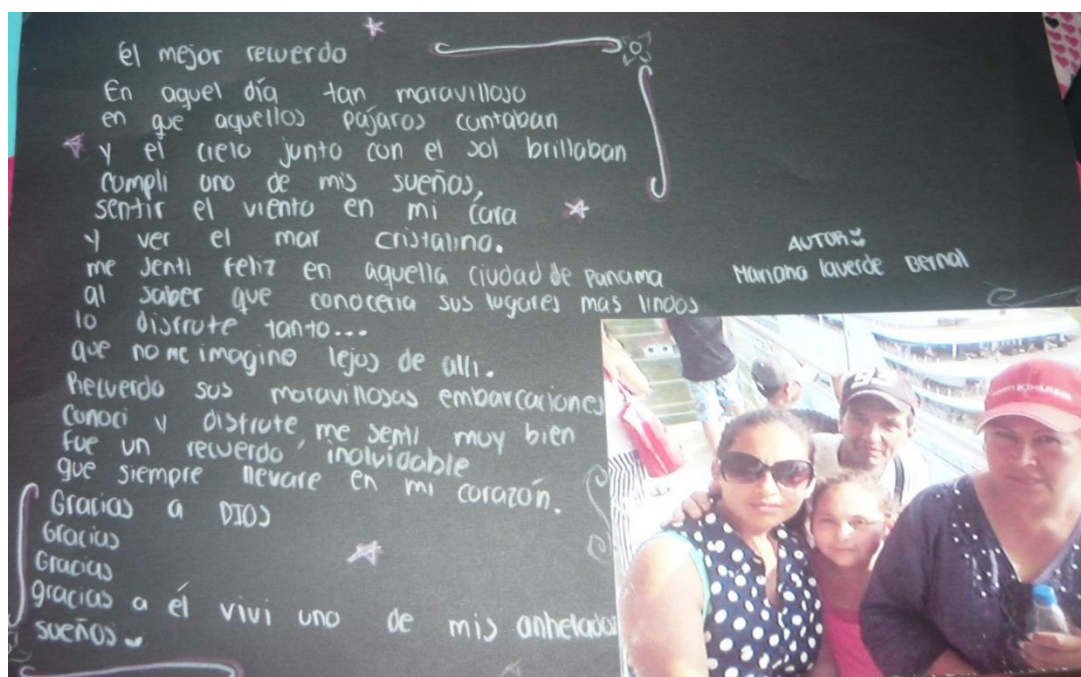 el mejor recuerdo
En aquel día tan maravilloso
en que aquellos pájaros cantaban
y el cielo junto con el sol brillaban
cumpli uno de mis sueños,
sentir el viento en mi cara
y ver el mar cristalino.
me senti feliz en aquella ciudad de panama
al saber que conoceria sus lugares mas lindos
lo disfrute tanto...
que no me imagino lejos de alli.
Recuerdo sus maravillosas embarcaciones
conoci y disfrute, me senti muy bien
fue un recuerdo inolvidable
que siempre llevare en mi corazón.
Gracias a DIOS
Gracias
Gracias
gracias a él vivi uno de mis anhelados
sueños
AUTOR
Mariana laverde Bernal